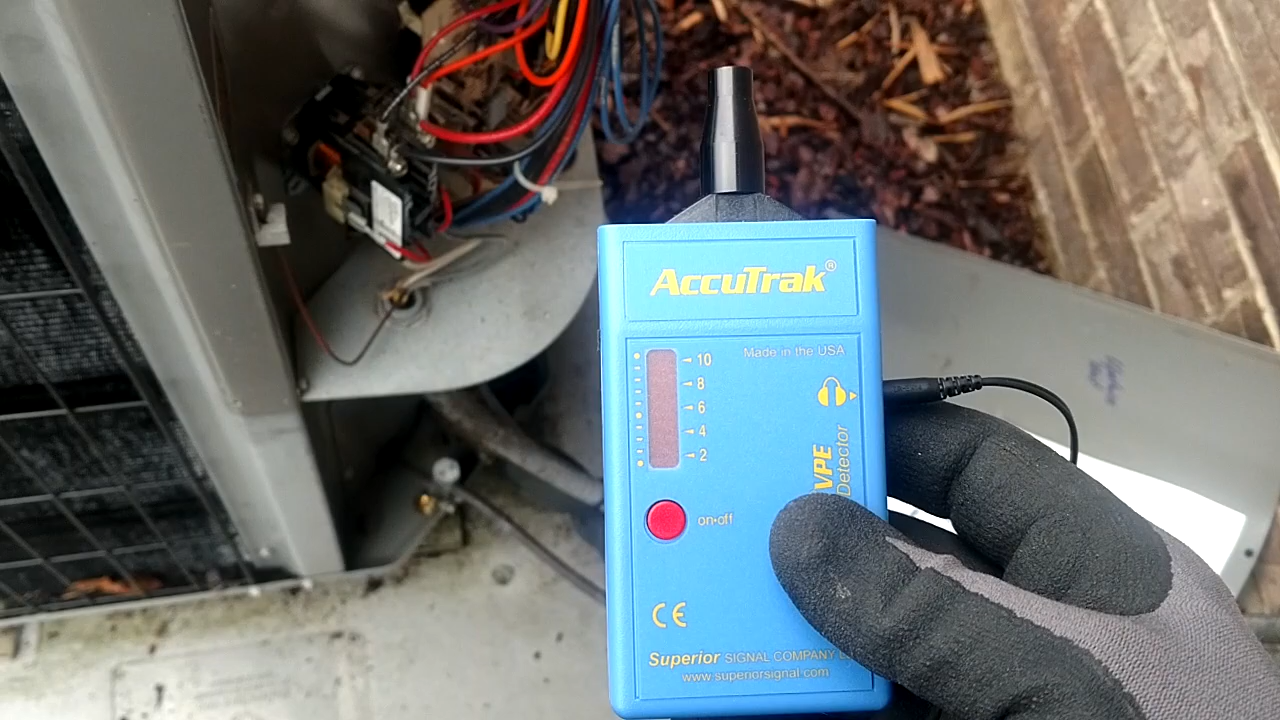 AccuTrak®
Made in the USA
10
8
6
4
2
VPE
Detector
on•off
CE
Superior SIGNAL COMPANY
www.superiorsignal.com